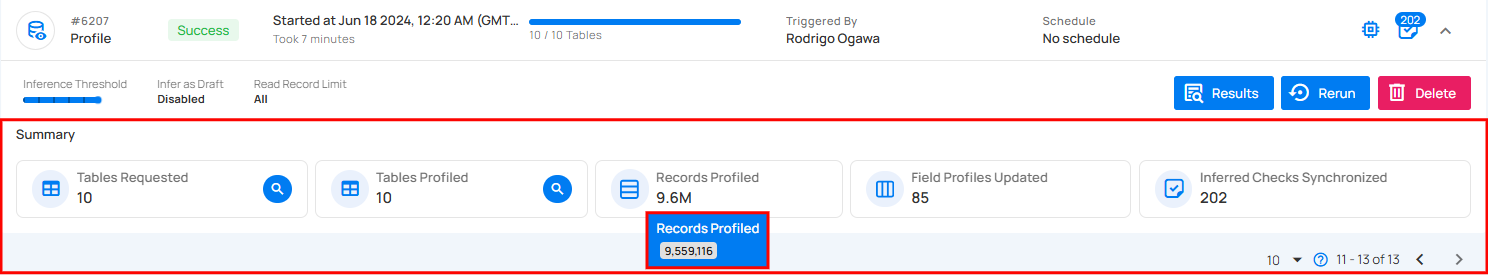 #6207
Profile
Success
Started at Jun 18 2024, 12:20 AM (GMT...
Took 7 minutes
10 / 10 Tables
Triggered By
Rodrigo Ogawa
Schedule
No schedule
202
Inference Threshold
Infer as Draft
Disabled
Read Record Limit
All
Results
Rerun
Delete
Summary
Tables Requested
10
Tables Profiled
10
Records Profiled
9.6M
Field Profiles Updated
85
Inferred Checks Synchronized
202
Records Profiled
9,559,116
10
11 - 13 of 13